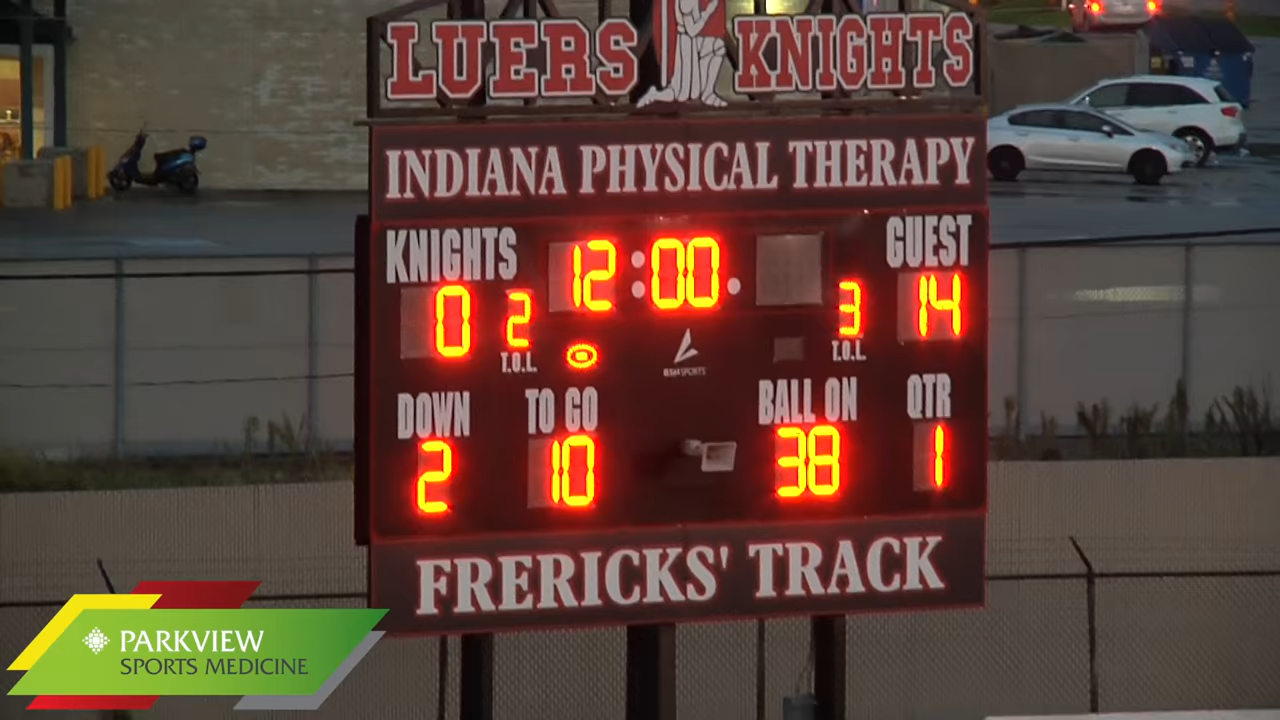 LUERS KNIGHTS
INDIANA PHYSICAL THERAPY
KNIGHTS 12:00 GUEST
0 2 3 14
T.O.L. T.O.L.
DOWN TO GO BALL ON QTR
2 10 38 1
FRERICKS' TRACK
PARKVIEW
SPORTS MEDICINE